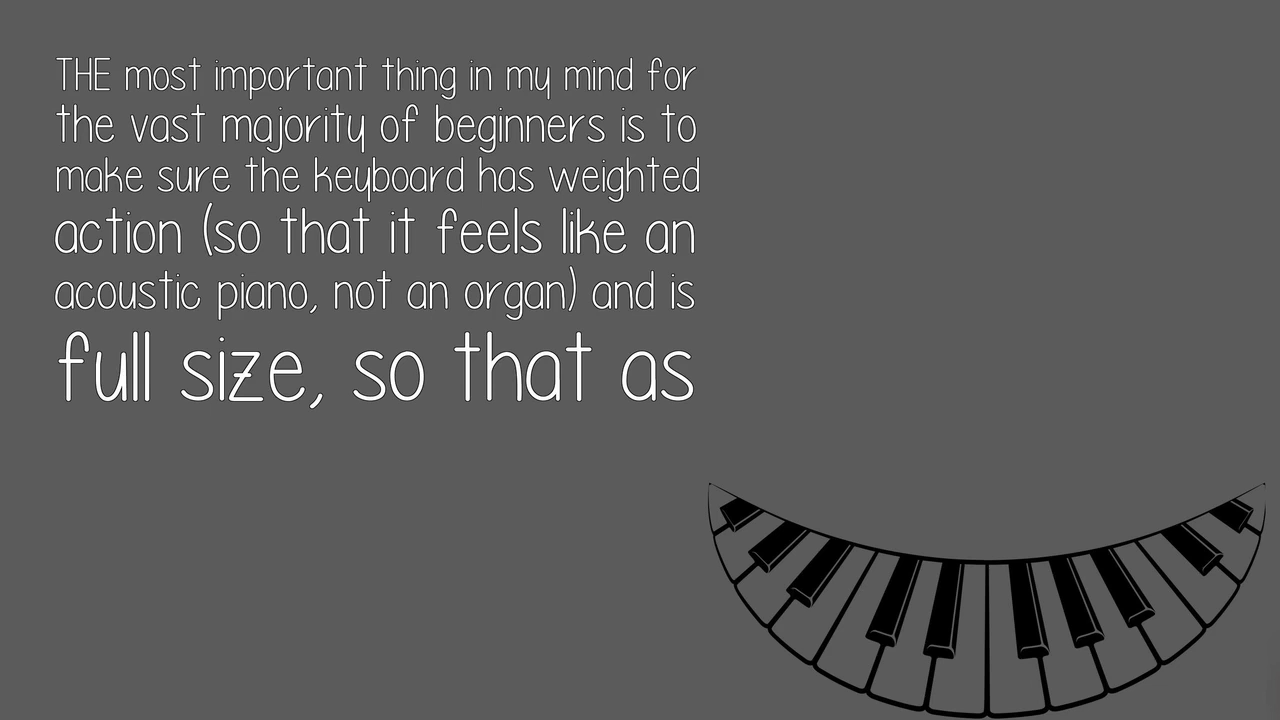 THE most important thing in my mind for
the vast majority of beginners is to
make sure the keyboard has weighted
action (so that it feels like an
acoustic piano, not an organ) and is
full size, so that as